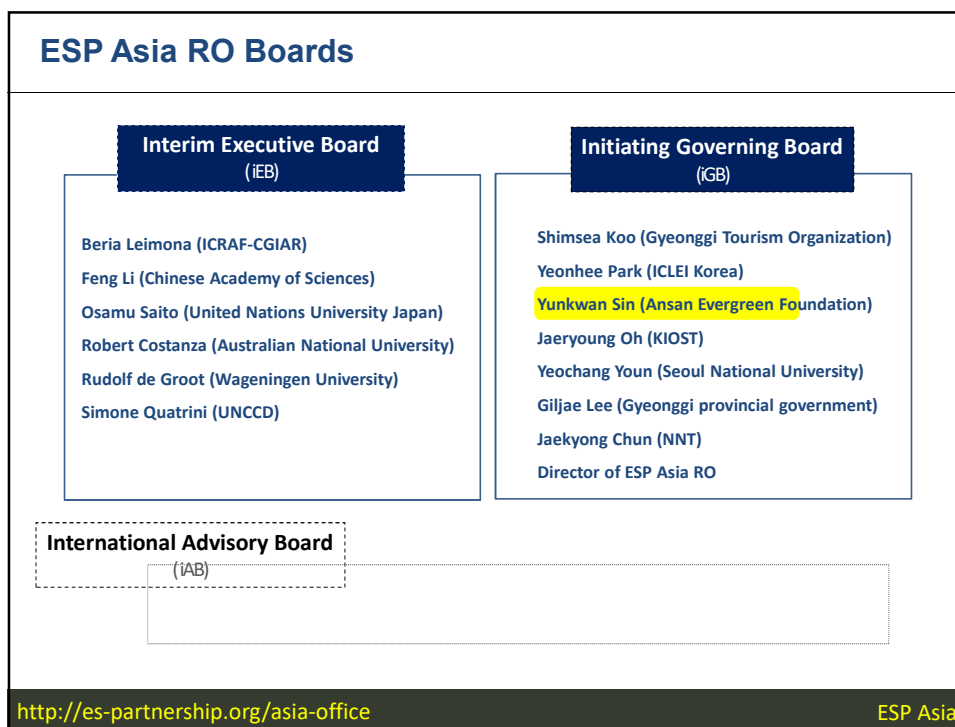 ESP Asia RO Boards
Interim Executive Board
(iEB)
Beria Leimona (ICRAF-CGIAR)
Feng Li (Chinese Academy of Sciences)
Osamu Saito (United Nations University Japan)
Robert Costanza (Australian National University)
Rudolf de Groot (Wageningen University)
Simone Quatrini (UNCCD)
Initiating Governing Board
(iGB)
Shimsea Koo (Gyeonggi Tourism Organization)
Yeonhee Park (ICLEI Korea)
Yunkwan Sin (Ansan Evergreen Foundation)
Jaeryoung Oh (KIOST)
Yeochang Youn (Seoul National University)
Giljae Lee (Gyeonggi provincial government)
Jaekyong Chun (NNT)
Director of ESP Asia RO
International Advisory Board
(iAB)
http://es-partnership.org/asia-office
ESP Asia